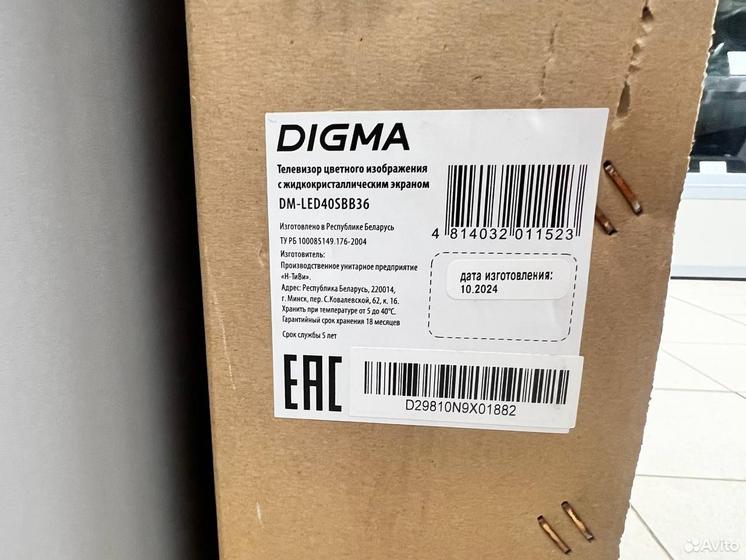 DIGMA
Телевизор цветного изображения
с жидкокристаллическим экраном
DM-LED40SBB36
Изготовлено в Республике Беларусь
ТУ РБ 100085149.176-2004
Изготовитель:
Производственное унитарное предприятие
«Н-ТиВи».
Адрес: Республика Беларусь, 220014,
г. Минск, пер. С.Ковалевской, 62, к. 16.
Хранить при температуре от 5 до 40°С.
Гарантийный срок хранения 18 месяцев
Срок службы 5 лет
4 814032 011523
дата изготовления:
10.2024
EAC
D29810N9X01882
Avito